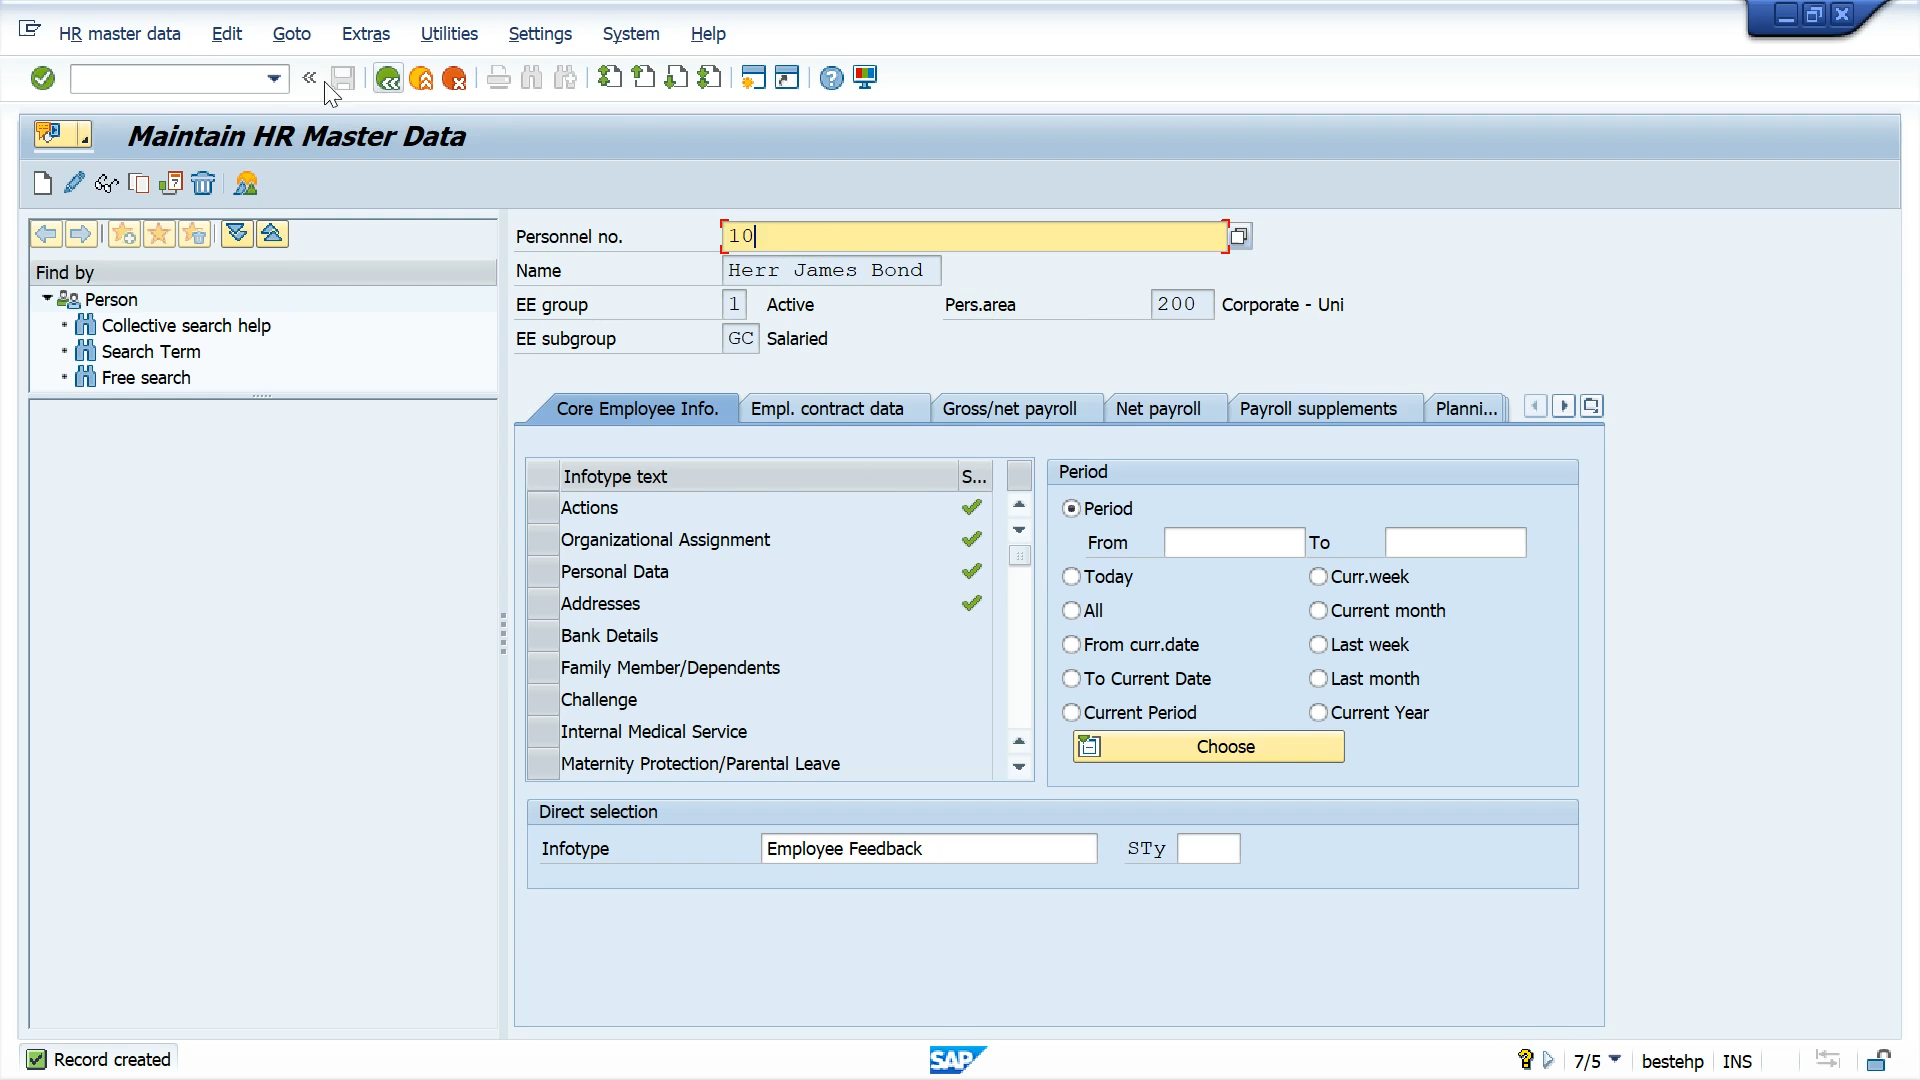 HR master data Edit Goto Extras Utilities Settings System Help
Maintain HR Master Data
Find by
Person
Collective search help
Search Term
Free search
Personnel no. 10
Name Herr James Bond
EE group 1 Active Pers.area 200 Corporate - Uni
EE subgroup GC Salaried
Core Employee Info. Empl. contract data Gross/net payroll Net payroll Payroll supplements Planni...
Infotype text S...
Actions
Organizational Assignment
Personal Data
Addresses
Bank Details
Family Member/Dependents
Challenge
Internal Medical Service
Maternity Protection/Parental Leave
Period
Period
From To
Today Curr.week
All Current month
From curr.date Last week
To Current Date Last month
Current Period Current Year
Choose
Direct selection
Infotype Employee Feedback STy
Record created SAP 7/5 bestehp INS